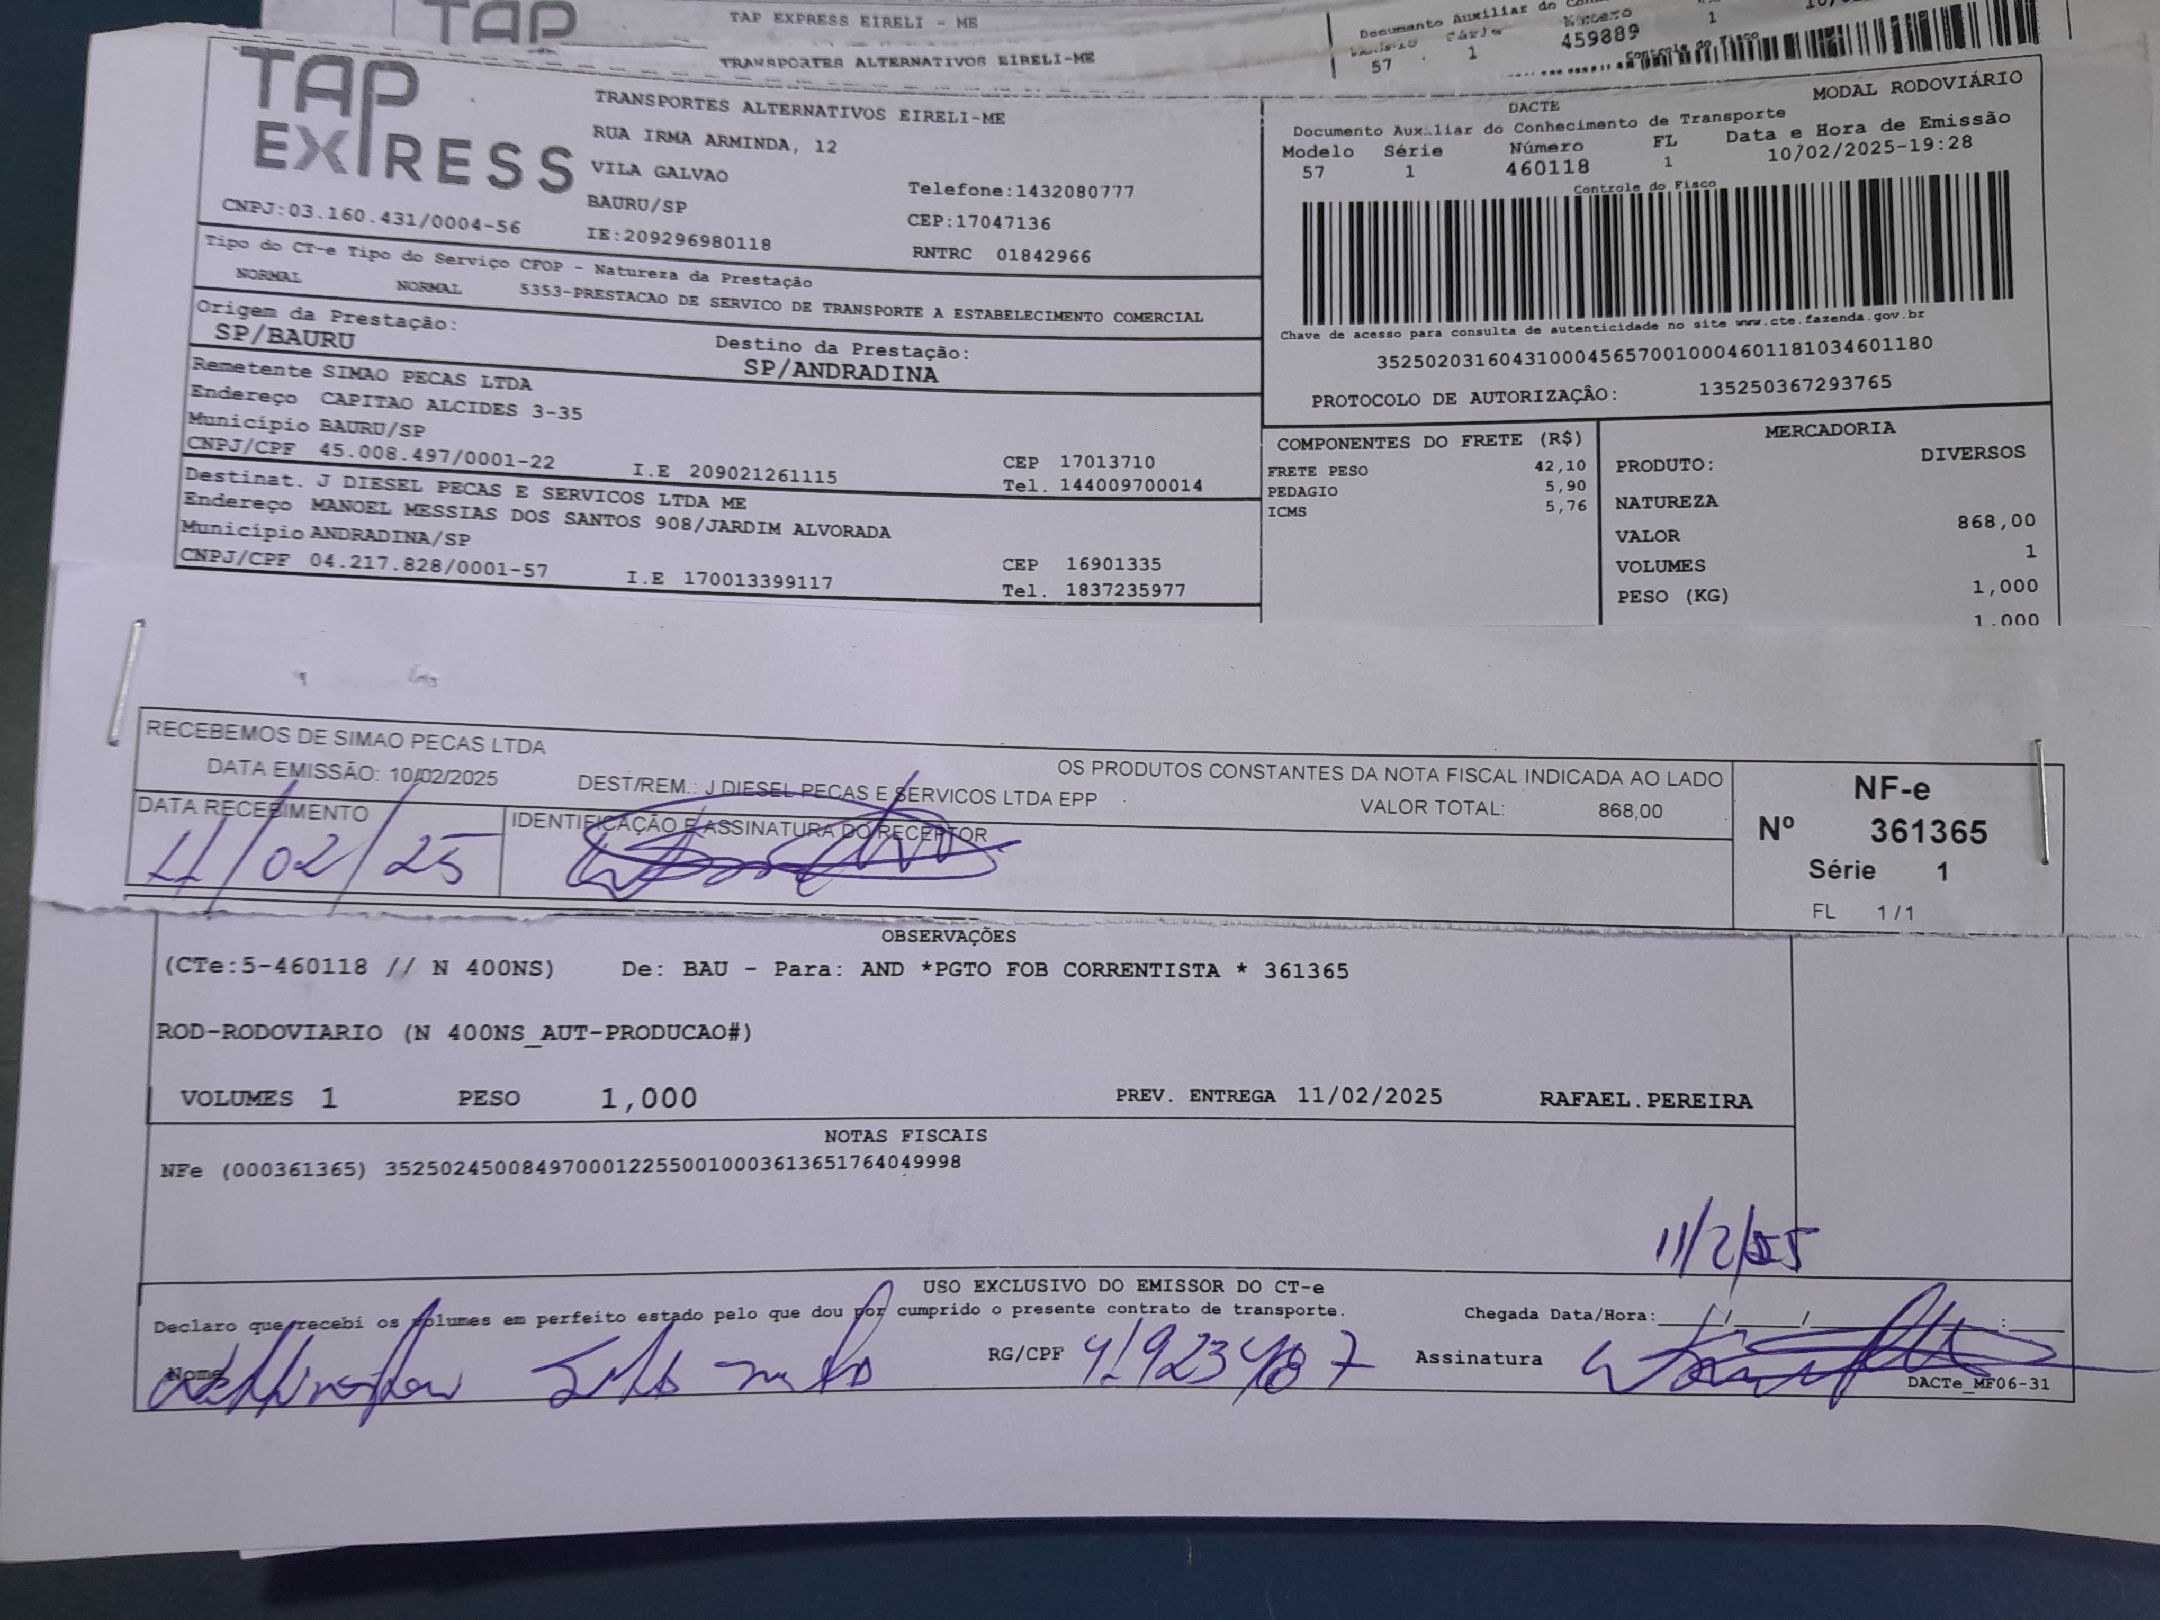 TAP
TAP EXPRESS EIRELI - ME
TRANSPORTES ALTERNATIVOS EIRELI-ME
Documento Auxiliar do
Número
459889
57 1 1
Controle do Fisco
TAP
EXPRESS
CNPJ:03.160.431/0004-56
TRANSPORTES ALTERNATIVOS EIRELI-ME
RUA IRMA ARMINDA, 12
VILA GALVAO
BAURU/SP
IE:209296980118
Telefone:1432080777
CEP:17047136
RNTRC 01842966
Tipo do CT-e Tipo do Serviço CFOP - Natureza da Prestação
NORMAL NORMAL 5353-PRESTACAO DE SERVICO DE TRANSPORTE A ESTABELECIMENTO COMERCIAL
Origem da Prestação:
SP/BAURU
Destino da Prestação:
SP/ANDRADINA
Remetente SIMAO PECAS LTDA
Endereço CAPITAO ALCIDES 3-35
Município BAURU/SP
CNPJ/CPF 45.008.497/0001-22 I.E 209021261115
CEP 17013710
Tel. 144009700014
Destinat. J DIESEL PECAS E SERVICOS LTDA ME
Endereço MANOEL MESSIAS DOS SANTOS 908/JARDIM ALVORADA
Município ANDRADINA/SP
CNPJ/CPF 04.217.828/0001-57 I.E 170013399117
CEP 16901335
Tel. 1837235977
MODAL RODOVIÁRIO
DACTE
Documento Auxiliar do Conhecimento de Transporte
Modelo Série Número FL Data e Hora de Emissão
57 1 460118 1 10/02/2025-19:28
Controle do Fisco
Chave de acesso para consulta de autenticidade no site www.cte.fazenda.gov.br
35250203160431000456570010004601181034601180
PROTOCOLO DE AUTORIZAÇÂO: 135250367293765
COMPONENTES DO FRETE (R$)
FRETE PESO 42,10
PEDAGIO 5,90
ICMS 5,76
MERCADORIA
PRODUTO: DIVERSOS
NATUREZA
VALOR 868,00
VOLUMES 1
PESO (KG) 1,000
1.000
RECEBEMOS DE SIMAO PECAS LTDA OS PRODUTOS CONSTANTES DA NOTA FISCAL INDICADA AO LADO
DATA EMISSÃO: 10/02/2025 DEST/REM.: J DIESEL PECAS E SERVICOS LTDA EPP VALOR TOTAL: 868,00
DATA RECEBIMENTO IDENTIFICAÇÃO E ASSINATURA DO RECEPTOR
11/02/25
NF-e
Nº 361365
Série 1
FL 1/1
OBSERVAÇÕES
(CTe:5-460118 // N 400NS) De: BAU - Para: AND *PGTO FOB CORRENTISTA * 361365
ROD-RODOVIARIO (N 400NS_AUT-PRODUCAO#)
VOLUMES 1 PESO 1,000 PREV. ENTREGA 11/02/2025 RAFAEL.PEREIRA
NOTAS FISCAIS
NFe (000361365) 35250245008497000122550010003613651764049998
11/2/25
USO EXCLUSIVO DO EMISSOR DO CT-e
Declaro que recebi os volumes em perfeito estado pelo que dou por cumprido o presente contrato de transporte.
Chegada Data/Hora:___/___/___:___
Nome RG/CPF Assinatura
DACTe_MF06-31